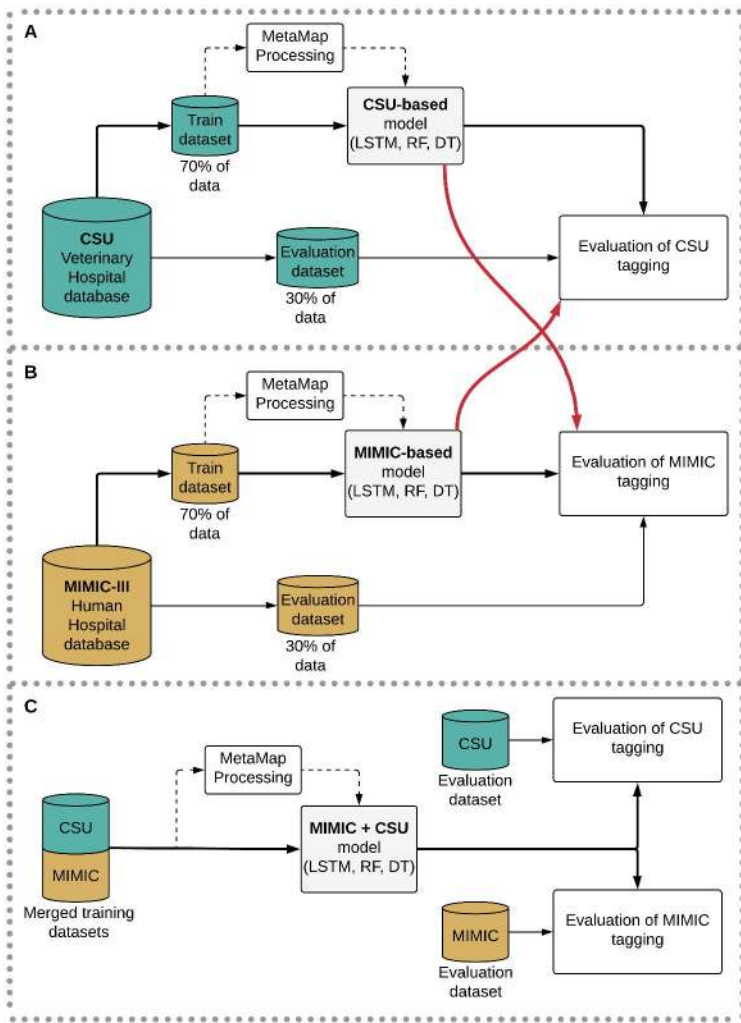 A
MetaMap
Processing
Train
dataset
70% of
data
CSU-based
model
(LSTM, RF, DT)
CSU
Veterinary
Hospital
database
Evaluation
dataset
30% of
data
Evaluation of CSU
tagging
B
MetaMap
Processing
Train
dataset
70% of
data
MIMIC-based
model
(LSTM, RF, DT)
Evaluation of MIMIC
tagging
MIMIC-III
Human
Hospital
database
Evaluation
dataset
30% of
data
C
MetaMap
Processing
CSU
MIMIC
Merged training
datasets
MIMIC + CSU
model
(LSTM, RF, DT)
CSU
Evaluation
dataset
Evaluation of CSU
tagging
MIMIC
Evaluation
dataset
Evaluation of MIMIC
tagging